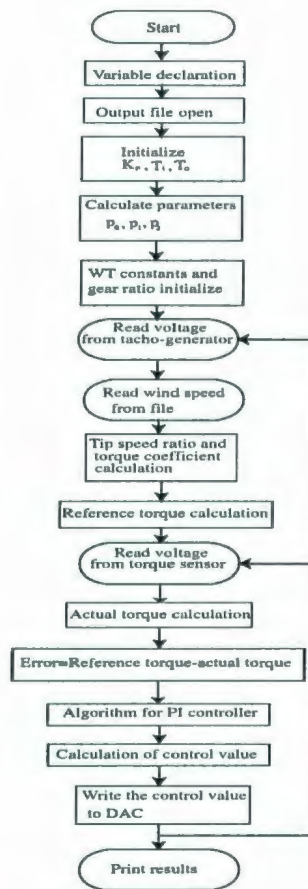 Start
Variable declaration
Output file open
Initialize
Kp, Ti, To
Calculate parameters
Po, P1, P2
WT constants and
gear ratio initialize
Read voltage
from tacho-generator
Read wind speed
from file
Tip speed ratio and
torque coefficient
calculation
Reference torque calculation
Read voltage
from torque sensor
Actual torque calculation
Error=Reference torque-actual torque
Algorithm for PI controller
Calculation of control value
Write the control value
to DAC
Print results